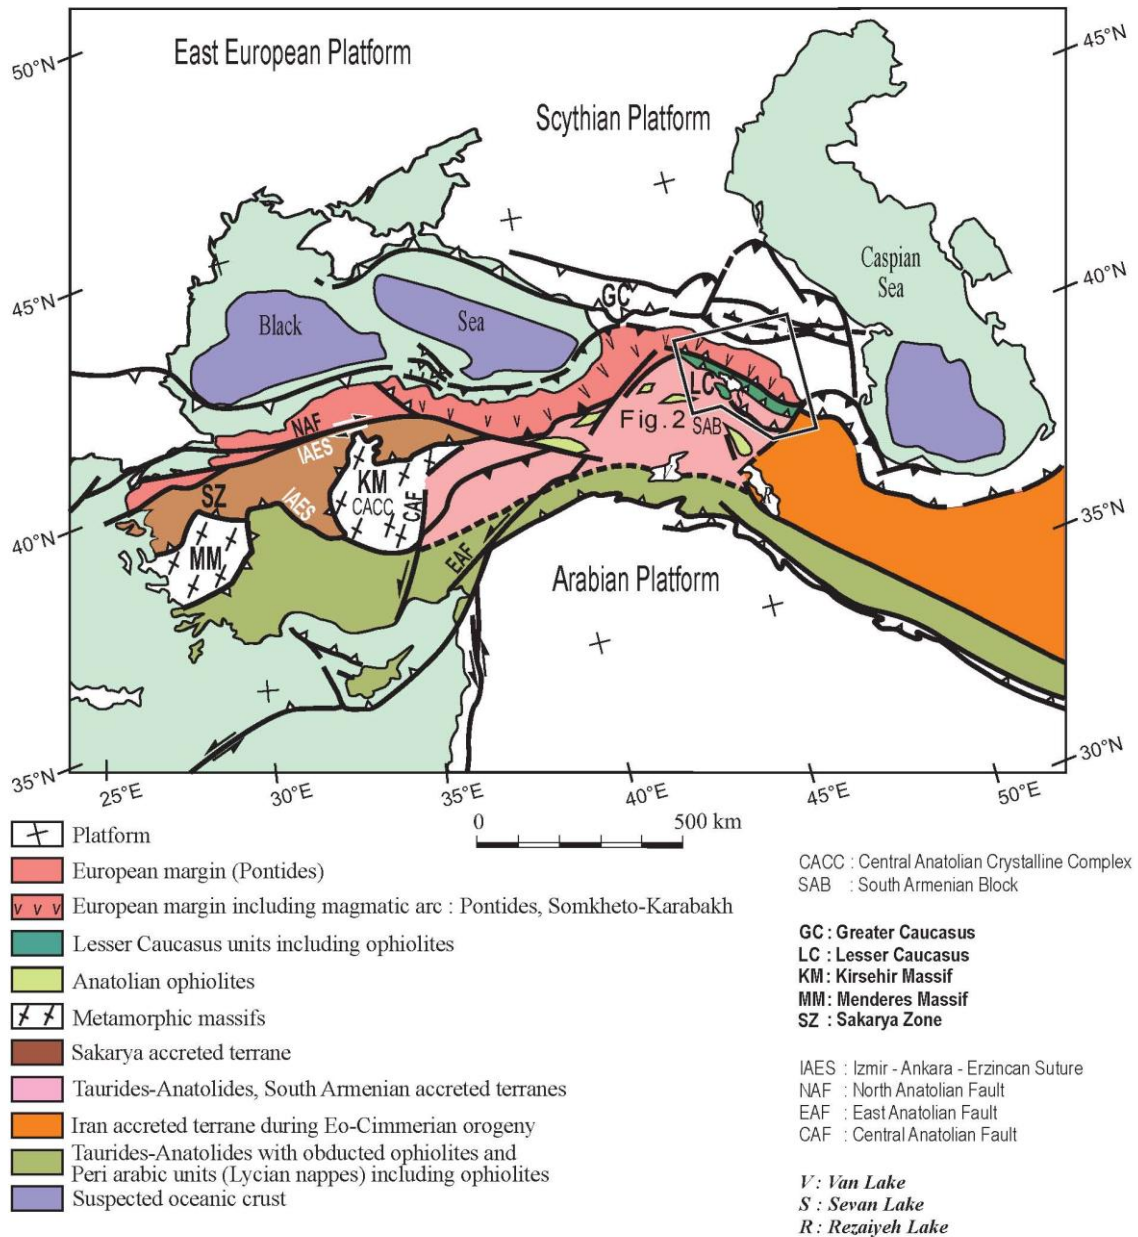 East European Platform
Scythian Platform
50°N
45°N
45°N
40°N
40°N
35°N
35°N
30°N
Caspian
Sea
GC
Black
Sea
LC
S
Fig.2
SAB
V
R
NAF
IAES
SZ
IAES
KM
CACC
CAF
MM
EAF
Arabian Platform
25°E
30°E
35°E
40°E
45°E
50°E
0
500 km
Platform
European margin (Pontides)
v v v
European margin including magmatic arc : Pontides, Somkheto-Karabakh
Lesser Caucasus units including ophiolites
Anatolian ophiolites
Metamorphic massifs
Sakarya accreted terrane
Taurides-Anatolides, South Armenian accreted terranes
Iran accreted terrane during Eo-Cimmerian orogeny
Taurides-Anatolides with obducted ophiolites and
Peri arabic units (Lycian nappes) including ophiolites
Suspected oceanic crust
CACC : Central Anatolian Crystalline Complex
SAB : South Armenian Block
GC : Greater Caucasus
LC : Lesser Caucasus
KM : Kirsehir Massif
MM : Menderes Massif
SZ : Sakarya Zone
IAES : Izmir - Ankara - Erzincan Suture
NAF : North Anatolian Fault
EAF : East Anatolian Fault
CAF : Central Anatolian Fault
V : Van Lake
S : Sevan Lake
R : Rezaiyeh Lake